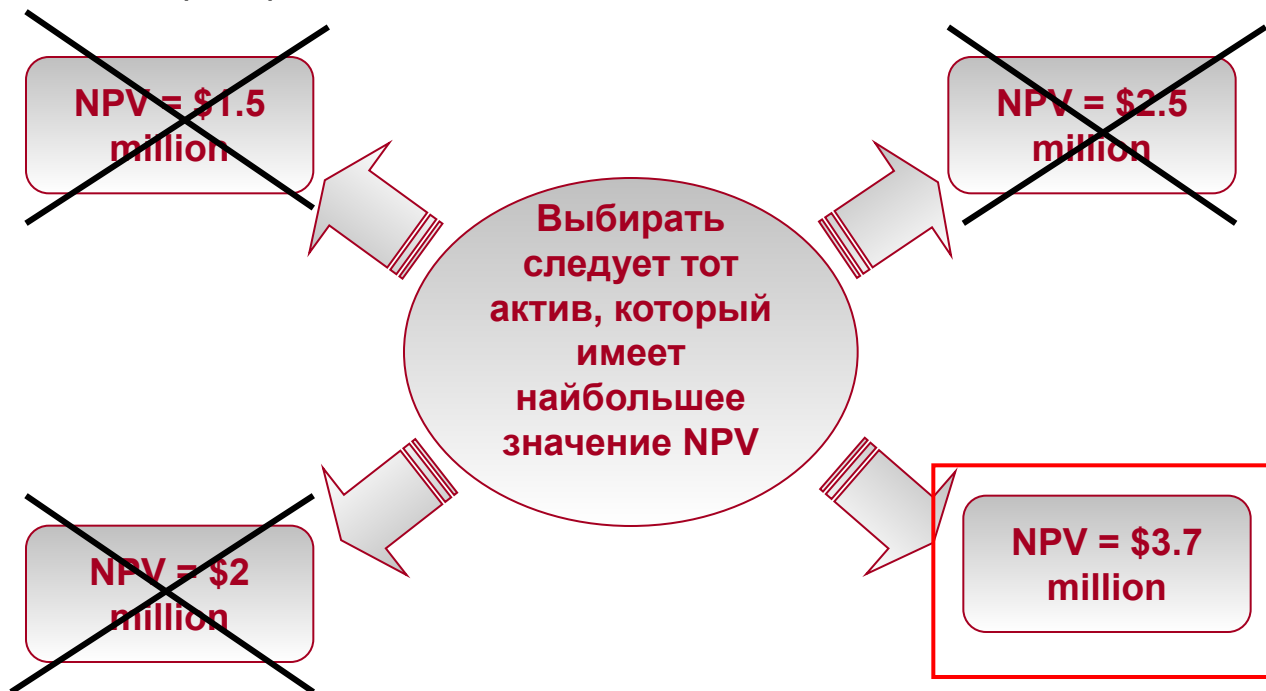 NPV = $1.5
million
NPV = $2.5
million
Выбирать
следует тот
актив, который
имеет
наибольшее
значение NPV
NPV = $2
million
NPV = $3.7
million